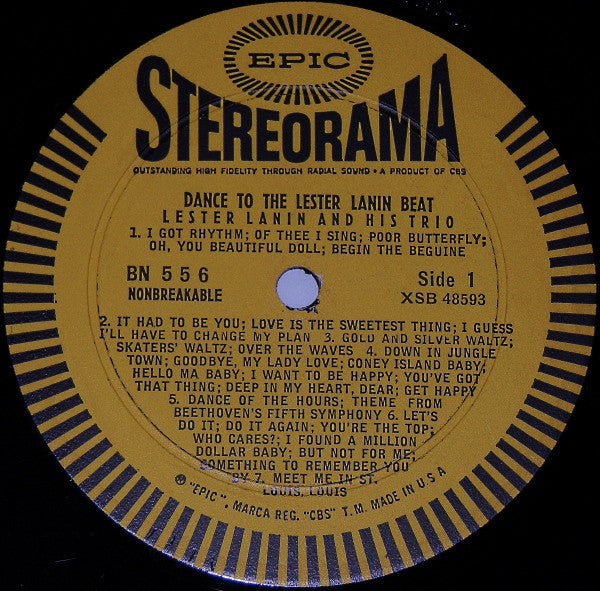 EPIC
STEREORAMA
OUTSTANDING HIGH FIDELITY THROUGH RADIAL SOUND • A PRODUCT OF CBS
DANCE TO THE LESTER LANIN BEAT
LESTER LANIN AND HIS TRIO
1. I GOT RHYTHM; OF THEE I SING; POOR BUTTERFLY;
OH, YOU BEAUTIFUL DOLL; BEGIN THE BEGUINE
BN 556
Side 1
NONBREAKABLE
XSB 48593
2. IT HAD TO BE YOU; LOVE IS THE SWEETEST THING; I GUESS
I'LL HAVE TO CHANGE MY PLAN 3. GOLD AND SILVER WALTZ;
SKATERS' WALTZ; OVER THE WAVES 4. DOWN IN JUNGLE
TOWN; GOODBYE, MY LADY LOVE; CONEY ISLAND BABY;
HELLO MA BABY; I WANT TO BE HAPPY; YOU'VE GOT
THAT THING; DEEP IN MY HEART, DEAR; GET HAPPY
5. DANCE OF THE HOURS; THEME FROM
BEETHOVEN'S FIFTH SYMPHONY 6. LET'S
DO IT; DO IT AGAIN; YOU'RE THE TOP;
WHO CARES?; I FOUND A MILLION
DOLLAR BABY; BUT NOT FOR ME;
SOMETHING TO REMEMBER YOU
BY 7. MEET ME IN ST.
LOUIS, LOUIS
℗ "EPIC", MARCA REG. "CBS" T.M. MADE IN U S A